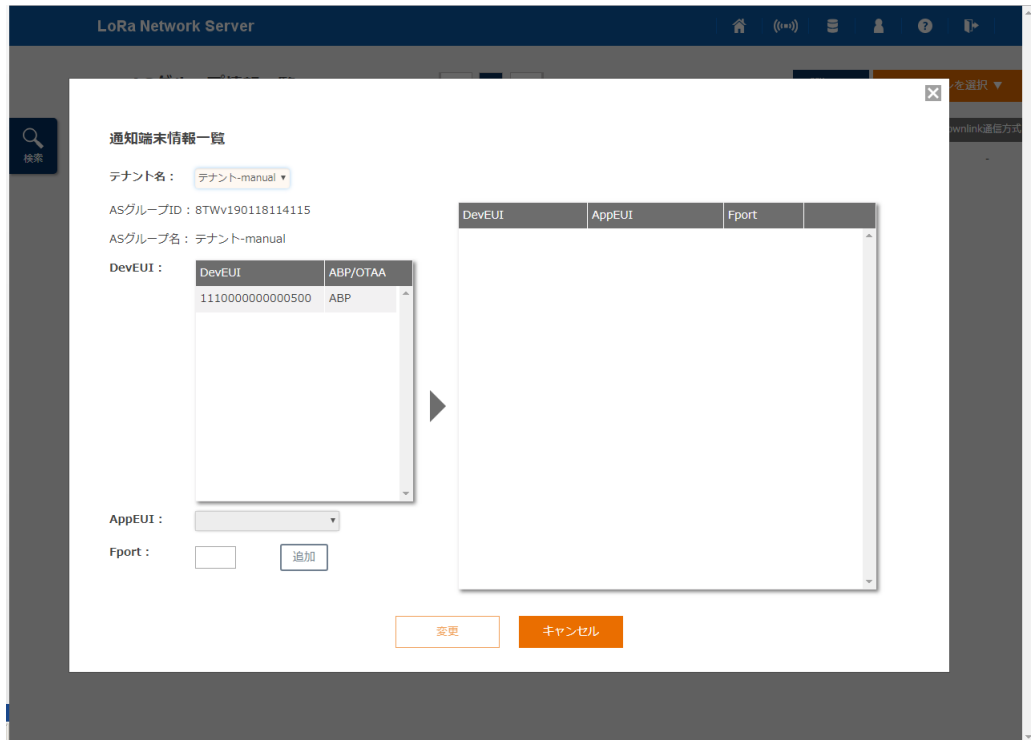 LoRa Network Server
を選択 ▼
検索
ownlink通信方式
-
通知端末情報一覧
テナント名： テナント-manual ▼
ASグループID：8TWv190118114115
ASグループ名：テナント-manual
DevEUI：
DevEUI ABP/OTAA
1110000000000500 ABP
DevEUI AppEUI Fport
AppEUI：
Fport： 追加
変更 キャンセル